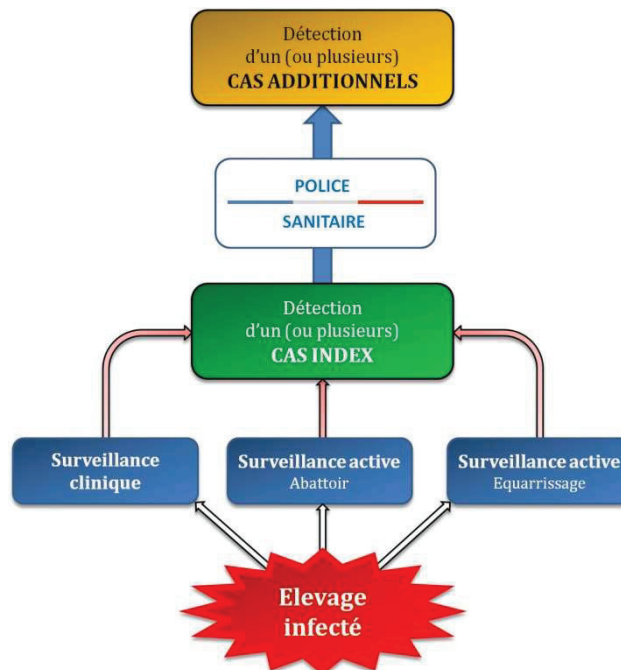 Détection
d'un (ou plusieurs)
CAS ADDITIONNELS
POLICE
SANITAIRE
Détection
d'un (ou plusieurs)
CAS INDEX
Surveillance
clinique
Surveillance active
Abattoir
Surveillance active
Equarrissage
Elevage
infecté